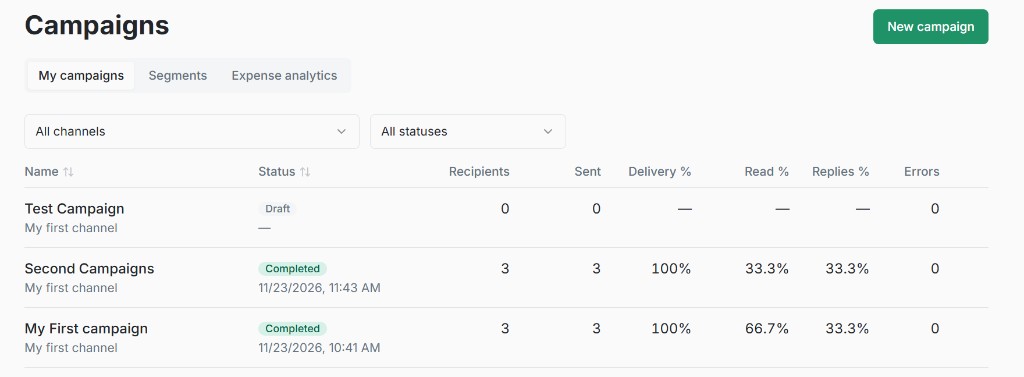 Campaigns
New campaign
My campaigns Segments Expense analytics
All channels All statuses
Name Status Recipients Sent Delivery % Read % Replies % Errors
Test Campaign Draft 0 0 — — — 0
My first channel —
Second Campaigns Completed 3 3 100% 33.3% 33.3% 0
My first channel 11/23/2026, 11:43 AM
My First campaign Completed 3 3 100% 66.7% 33.3% 0
My first channel 11/23/2026, 10:41 AM